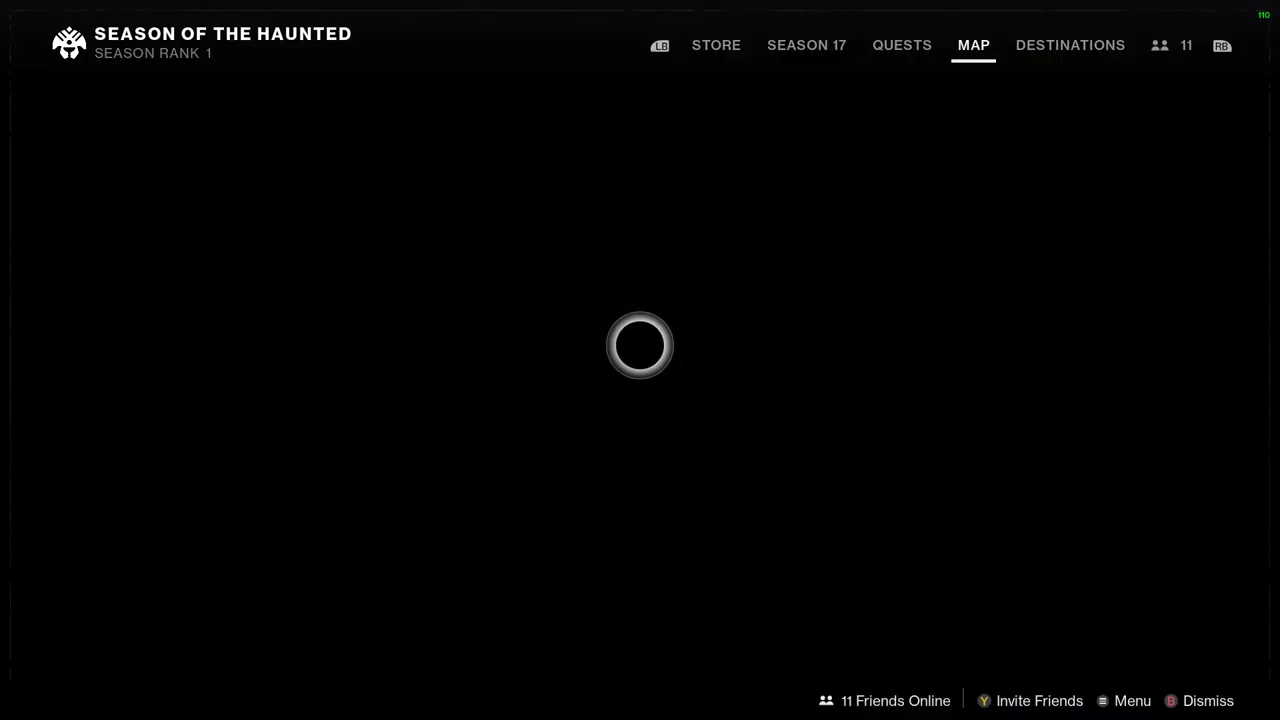 110
SEASON OF THE HAUNTED
SEASON RANK 1
LB STORE SEASON 17 QUESTS MAP DESTINATIONS 11 RB
11 Friends Online Y Invite Friends Menu B Dismiss